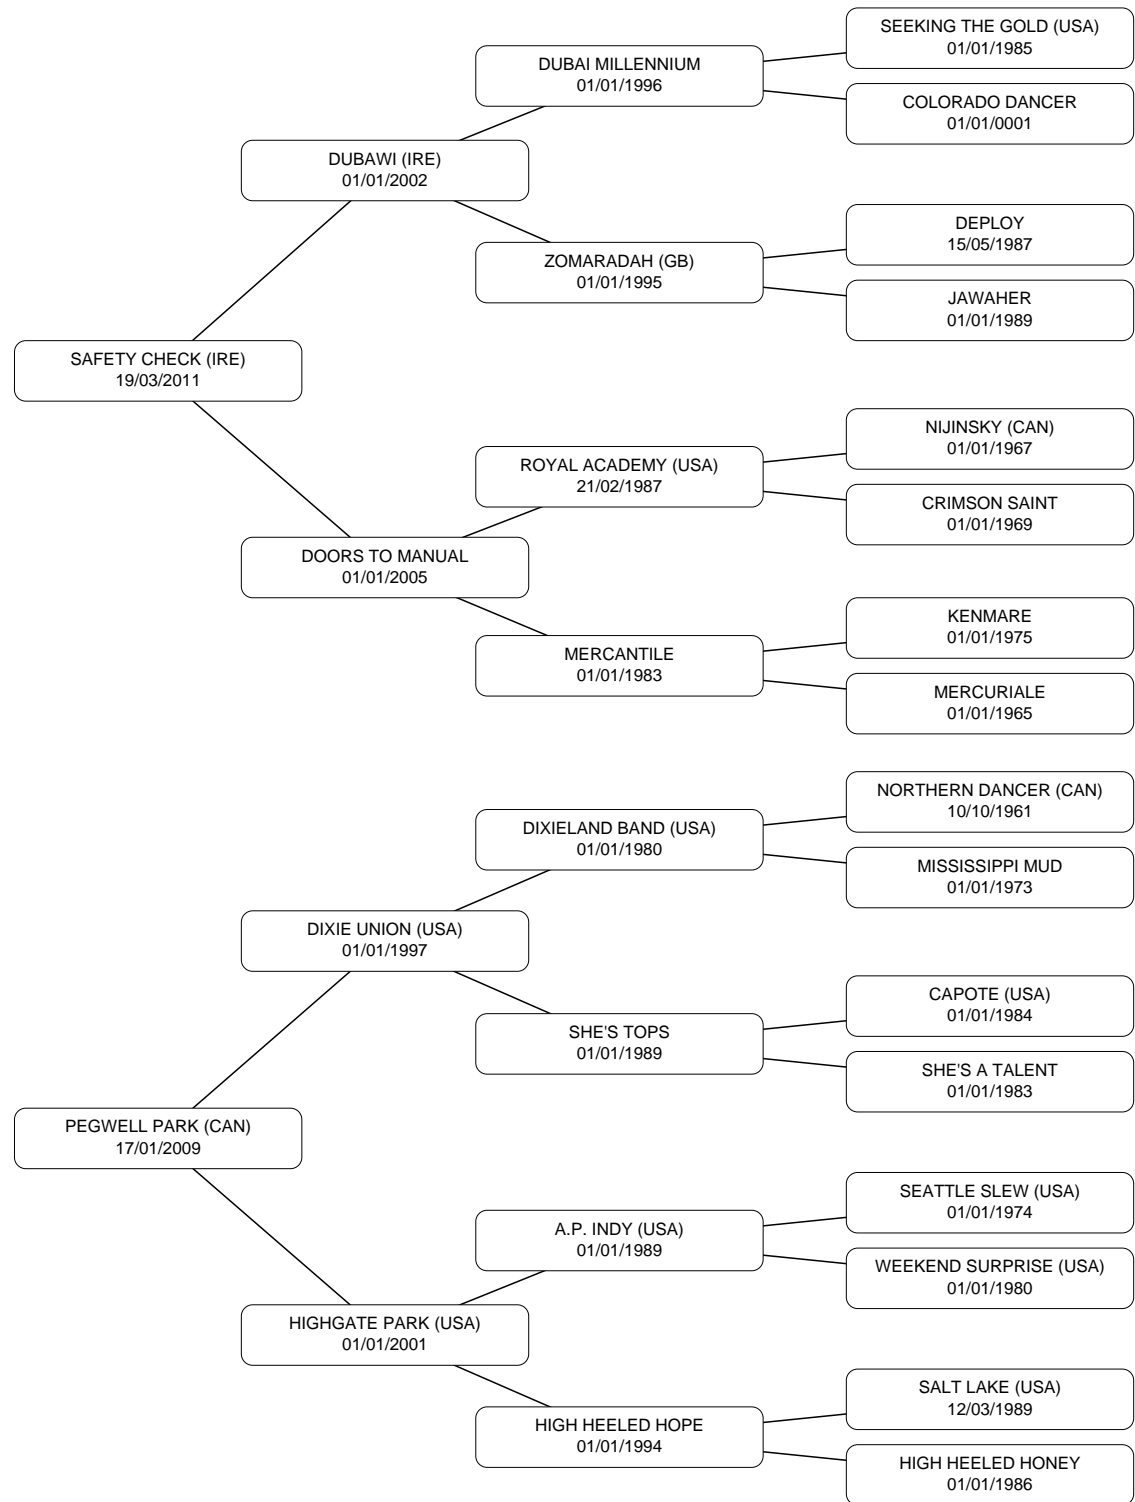 SEEKING THE GOLD (USA)
01/01/1985
DUBAI MILLENNIUM
01/01/1996
COLORADO DANCER
01/01/0001
DUBAWI (IRE)
01/01/2002
DEPLOY
15/05/1987
ZOMARADAH (GB)
01/01/1995
JAWAHER
01/01/1989
SAFETY CHECK (IRE)
19/03/2011
NIJINSKY (CAN)
01/01/1967
ROYAL ACADEMY (USA)
21/02/1987
CRIMSON SAINT
01/01/1969
DOORS TO MANUAL
01/01/2005
KENMARE
01/01/1975
MERCANTILE
01/01/1983
MERCURIALE
01/01/1965
NORTHERN DANCER (CAN)
10/10/1961
DIXIELAND BAND (USA)
01/01/1980
MISSISSIPPI MUD
01/01/1973
DIXIE UNION (USA)
01/01/1997
CAPOTE (USA)
01/01/1984
SHE'S TOPS
01/01/1989
SHE'S A TALENT
01/01/1983
PEGWELL PARK (CAN)
17/01/2009
SEATTLE SLEW (USA)
01/01/1974
A.P. INDY (USA)
01/01/1989
WEEKEND SURPRISE (USA)
01/01/1980
HIGHGATE PARK (USA)
01/01/2001
SALT LAKE (USA)
12/03/1989
HIGH HEELED HOPE
01/01/1994
HIGH HEELED HONEY
01/01/1986